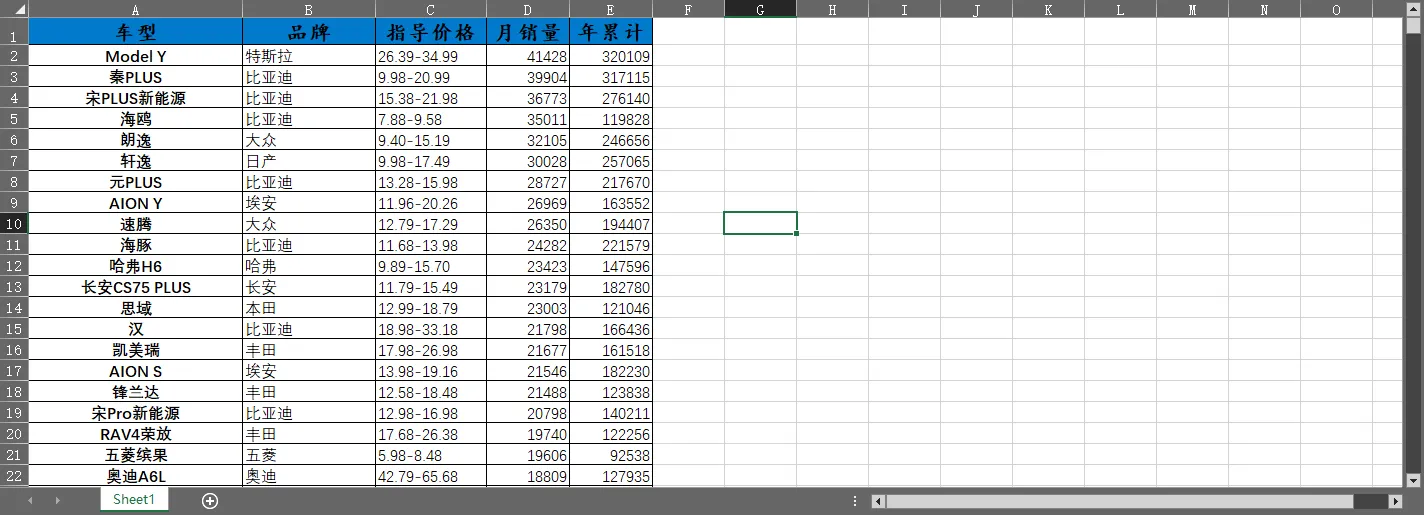 A B C D E F G H I J K L M N O
1 车型 品牌 指导价格 月销量 年累计
2 Model Y 特斯拉 26.39-34.99 41428 320109
3 秦PLUS 比亚迪 9.98-20.99 39904 317115
4 宋PLUS新能源 比亚迪 15.38-21.98 36773 276140
5 海鸥 比亚迪 7.88-9.58 35011 119828
6 朗逸 大众 9.40-15.19 32105 246656
7 轩逸 日产 9.98-17.49 30028 257065
8 元PLUS 比亚迪 13.28-15.98 28727 217670
9 AION Y 埃安 11.96-20.26 26969 163552
10 速腾 大众 12.79-17.29 26350 194407
11 海豚 比亚迪 11.68-13.98 24282 221579
12 哈弗H6 哈弗 9.89-15.70 23423 147596
13 长安CS75 PLUS 长安 11.79-15.49 23179 182780
14 思域 本田 12.99-18.79 23003 121046
15 汉 比亚迪 18.98-33.18 21798 166436
16 凯美瑞 丰田 17.98-26.98 21677 161518
17 AION S 埃安 13.98-19.16 21546 182230
18 锋兰达 丰田 12.58-18.48 21488 123838
19 宋Pro新能源 比亚迪 12.98-16.98 20798 140211
20 RAV4荣放 丰田 17.68-26.38 19740 122256
21 五菱缤果 五菱 5.98-8.48 19606 92538
22 奥迪A6L 奥迪 42.79-65.68 18809 127935
Sheet1